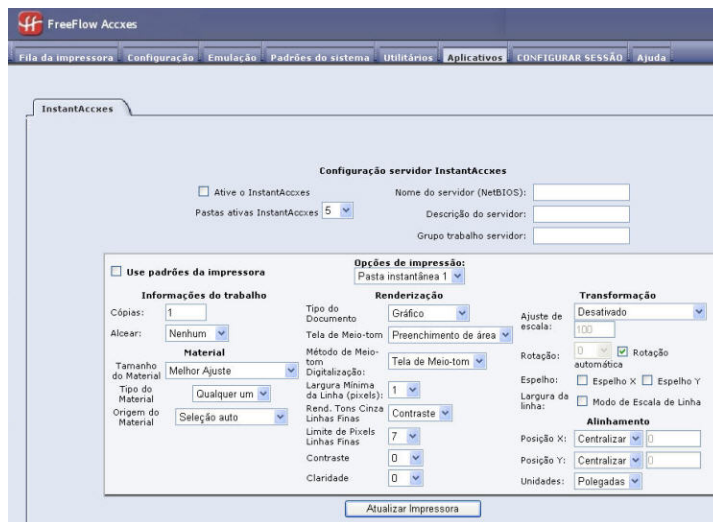 FreeFlow Accxes
Fila da impressora Configuração Emulação Padrões do sistema Utilitários Aplicativos CONFIGURAR SESSÃO Ajuda
InstantAccxes
Configuração servidor InstantAccxes
Ative o InstantAccxes
Nome do servidor (NetBIOS):
Pastas ativas InstantAccxes 5
Descrição do servidor:
Grupo trabalho servidor:
Use padrões da impressora
Opções de impressão:
Pasta instantânea 1
Informações do trabalho
Cópias: 1
Alcear: Nenhum
Material
Tamanho
do Material Melhor Ajuste
Tipo do
Material Qualquer um
Origem do
Material Seleção auto
Renderização
Tipo do
Documento Gráfico
Tela de Meio-tom Preenchimento de área
Método de Meio-
tom
Digitalização: Tela de Meio-tom
Largura Mínima
da Linha (pixels): 1
Rend. Tons Cinza
Linhas Finas Contraste
Limite de Pixels
Linhas Finas 7
Contraste 0
Claridade 0
Transformação
Ajuste de
escala: Desativado
100
Rotação: 0 Rotação
automática
Espelho: Espelho X Espelho Y
Largura da
linha: Modo de Escala de Linha
Alinhamento
Posição X: Centralizar 0
Posição Y: Centralizar 0
Unidades: Polegadas
Atualizar Impressora